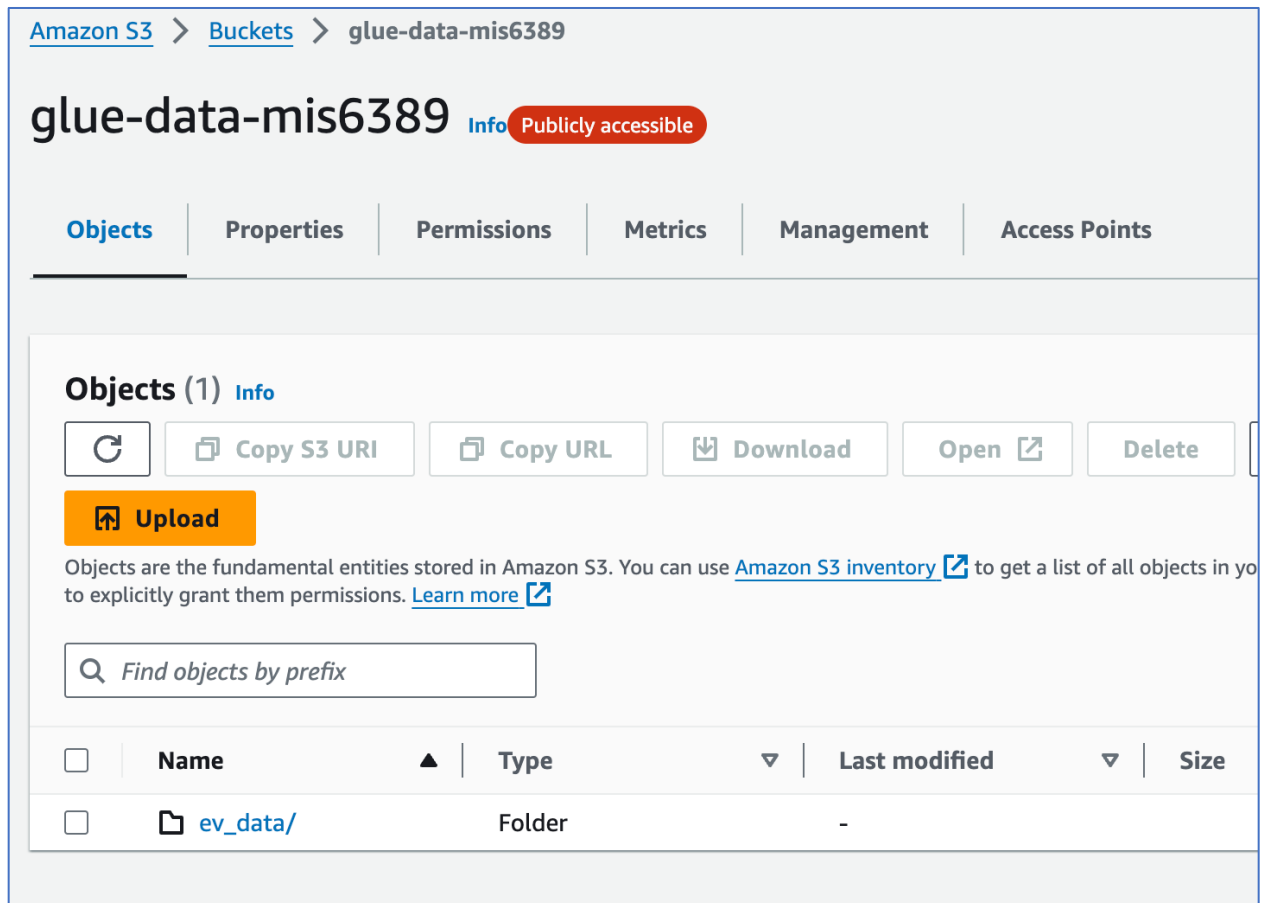 Amazon S3 > Buckets > glue-data-mis6389
glue-data-mis6389 Info Publicly accessible
Objects Properties Permissions Metrics Management Access Points
Objects (1) Info
Copy S3 URI Copy URL Download Open Delete
Upload
Objects are the fundamental entities stored in Amazon S3. You can use Amazon S3 inventory to get a list of all objects in yo
to explicitly grant them permissions. Learn more
Find objects by prefix
Name Type Last modified Size
ev_data/ Folder -